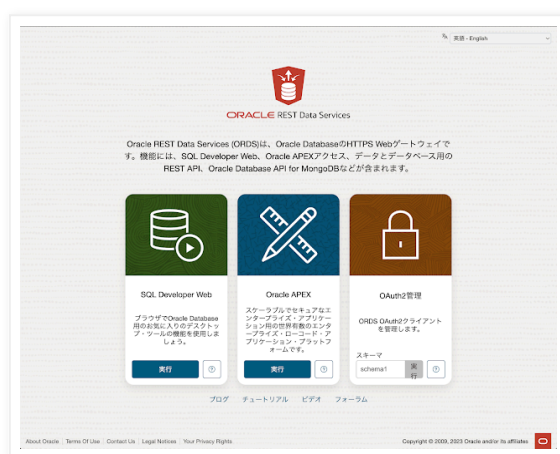 英語 - English
ORACLE REST Data Services
Oracle REST Data Services (ORDS)は、Oracle DatabaseのHTTPS Webゲートウェイで
す。機能には、SQL Developer Web、Oracle APEXアクセス、データとデータベース用の
REST API、Oracle Database API for MongoDBなどが含まれます。
SQL Developer Web
ブラウザでOracle Database
用のお気に入りのデスクトッ
プ・ツールの機能を使用しま
しょう。
実行
Oracle APEX
スケーラブルでセキュアなエ
ンタープライズ・アプリケー
ション用の世界有数のエンタ
ープライズ・ローコード・ア
プリケーション・プラットフ
ォームです。
実行
OAuth2管理
ORDS OAuth2クライアント
を管理します。
スキーマ
schema1
実
行
ブログ チュートリアル ビデオ フォーラム
About Oracle Terms Of Use Contact Us Legal Notices Your Privacy Rights
Copyright © 2009, 2023 Oracle and/or its affiliates